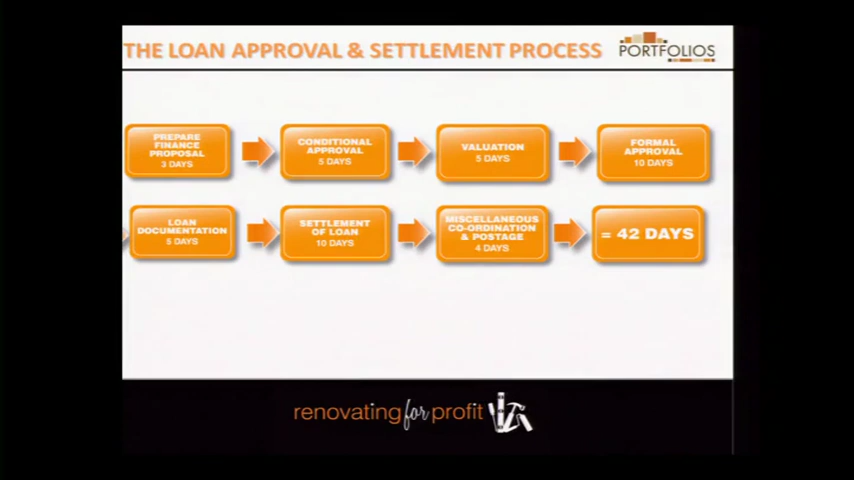 THE LOAN APPROVAL & SETTLEMENT PROCESS
PORTFOLIOS
PREPARE
FINANCE
PROPOSAL
3 DAYS
CONDITIONAL
APPROVAL
5 DAYS
VALUATION
5 DAYS
FORMAL
APPROVAL
10 DAYS
LOAN
DOCUMENTATION
5 DAYS
SETTLEMENT
OF LOAN
10 DAYS
MISCELLANEOUS
CO-ORDINATION
& POSTAGE
4 DAYS
= 42 DAYS
renovating for profit